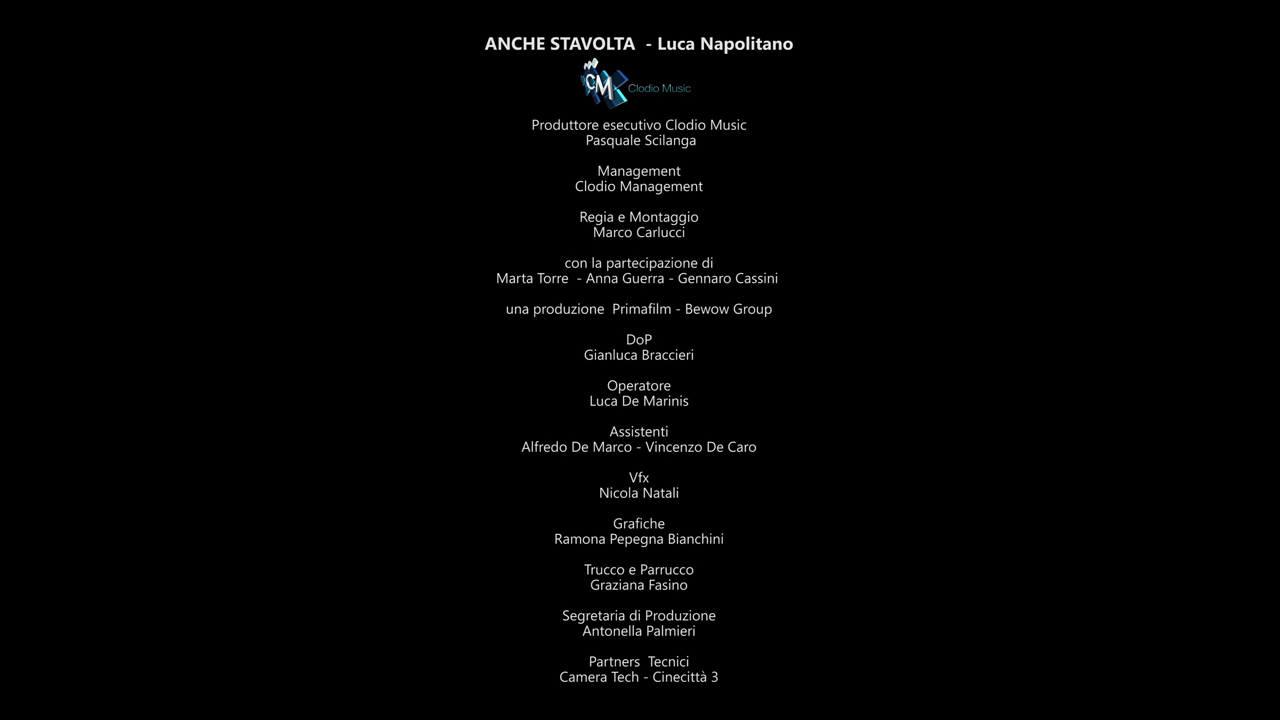 ANCHE STAVOLTA - Luca Napolitano
CM Clodio Music
Produttore esecutivo Clodio Music
Pasquale Scilanga
Management
Clodio Management
Regia e Montaggio
Marco Carlucci
con la partecipazione di
Marta Torre - Anna Guerra - Gennaro Cassini
una produzione Primafilm - Bewow Group
DoP
Gianluca Braccieri
Operatore
Luca De Marinis
Assistenti
Alfredo De Marco - Vincenzo De Caro
Vfx
Nicola Natali
Grafiche
Ramona Pepegna Bianchini
Trucco e Parrucco
Graziana Fasino
Segretaria di Produzione
Antonella Palmieri
Partners Tecnici
Camera Tech - Cinecittà 3